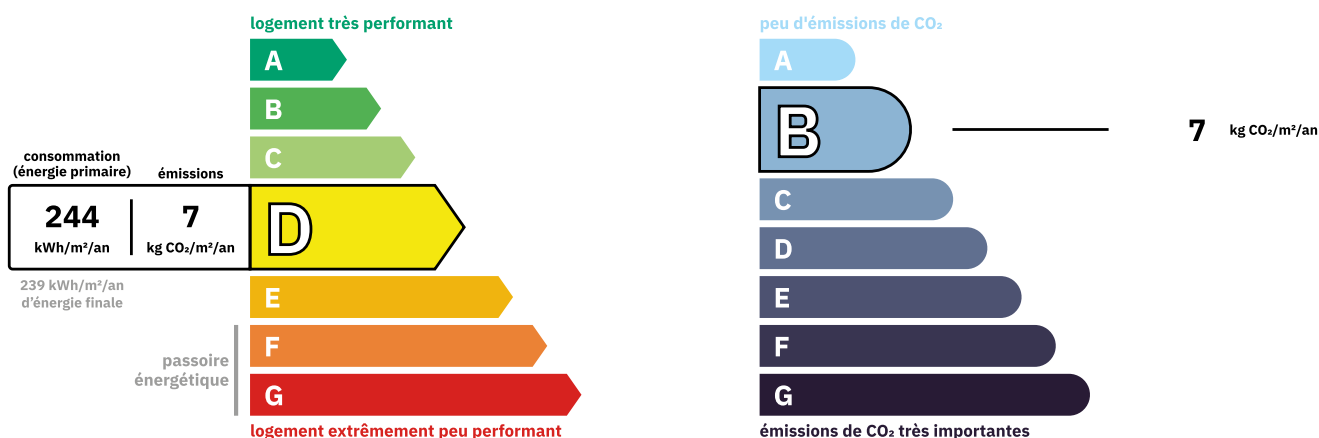 logement très performant
A
B
C
consommation
(énergie primaire)
émissions
244
kWh/m²/an
7
kg CO₂/m²/an
D
239 kWh/m²/an
d'énergie finale
E
F
passoire
énergétique
G
logement extrêmement peu performant
peu d'émissions de CO₂
A
B
7 kg CO₂/m²/an
C
D
E
F
G
émissions de CO₂ très importantes